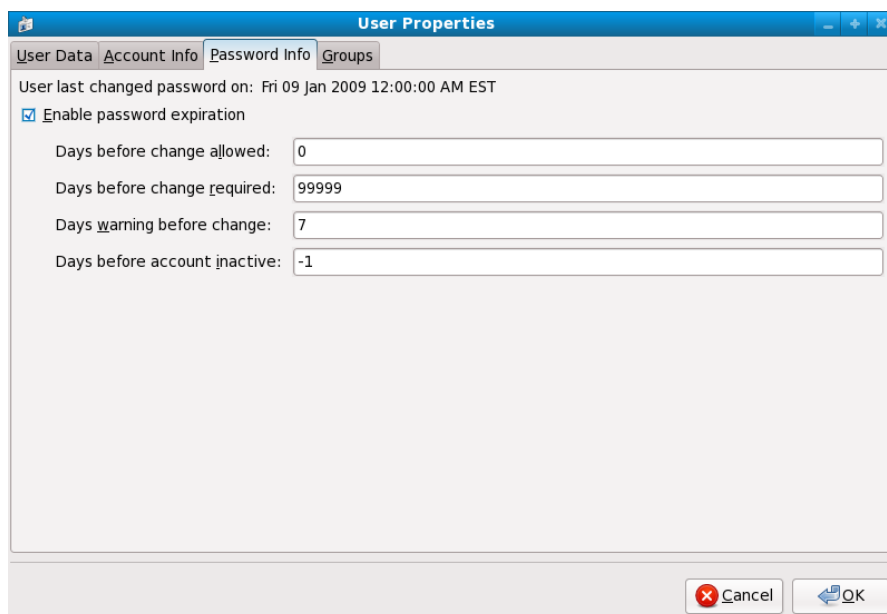 User Properties
User Data Account Info Password Info Groups
User last changed password on: Fri 09 Jan 2009 12:00:00 AM EST
Enable password expiration
Days before change allowed: 0
Days before change required: 99999
Days warning before change: 7
Days before account inactive: -1
Cancel OK